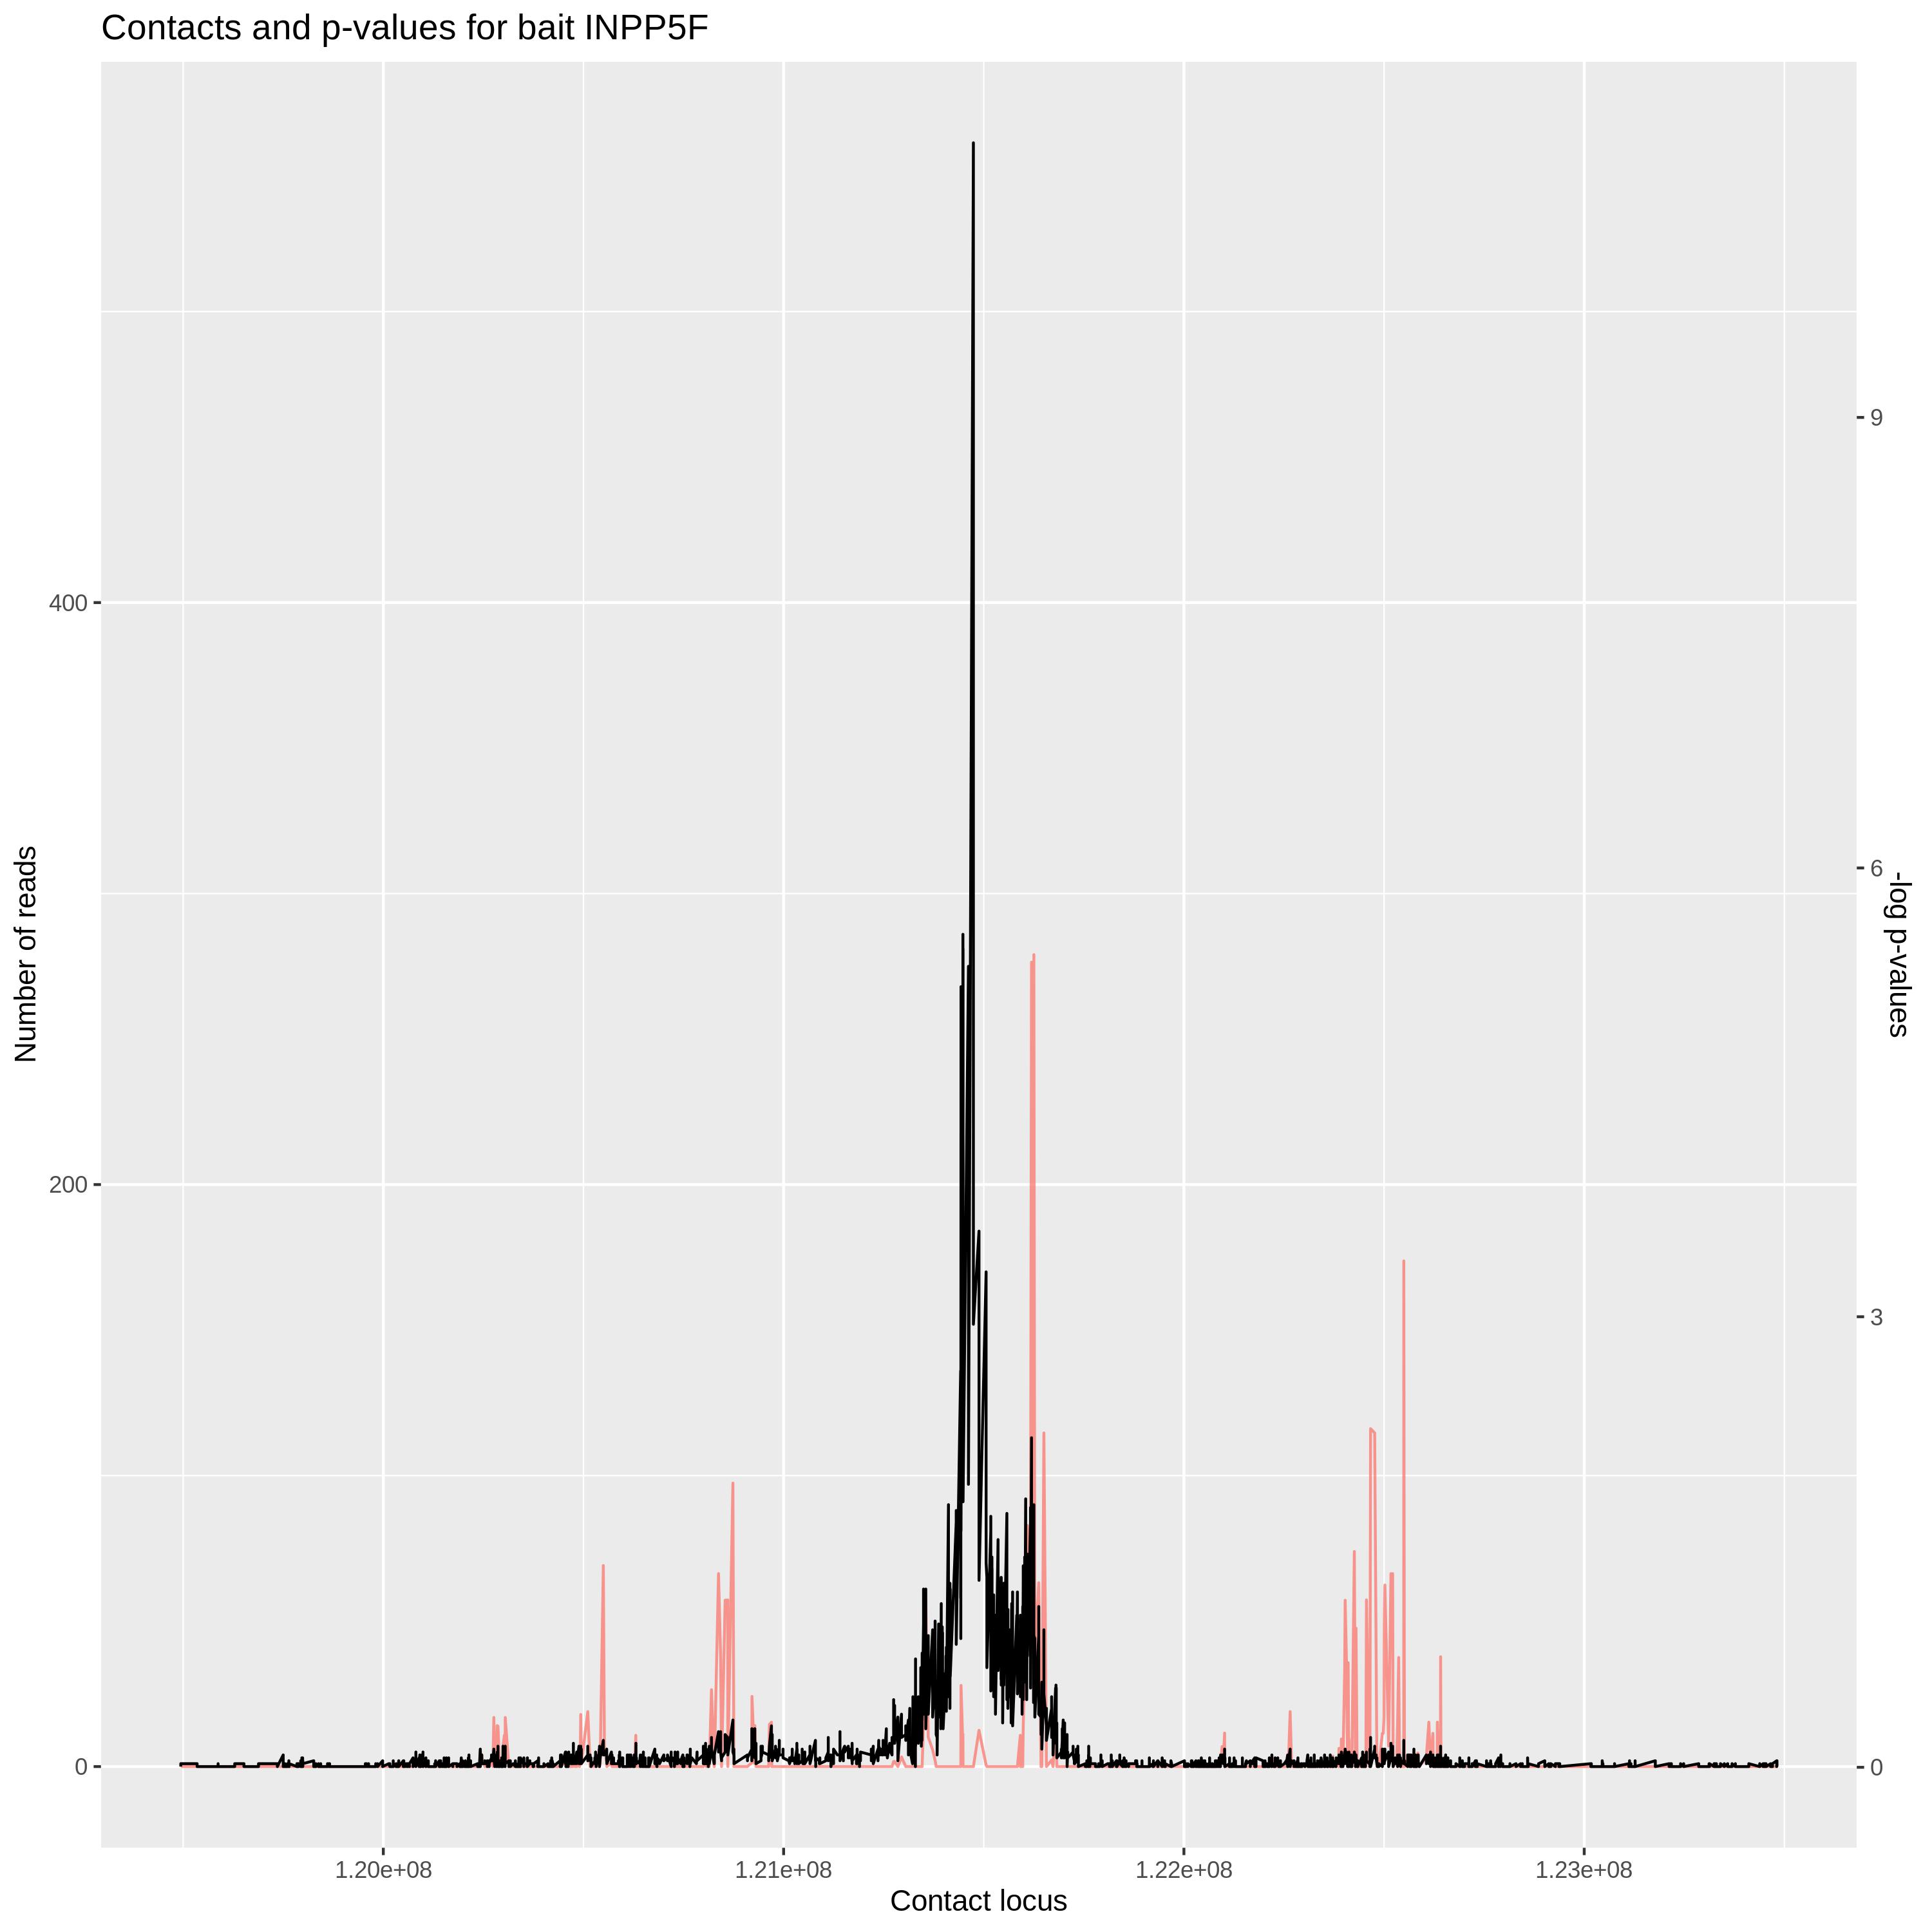 Contacts and p-values for bait INPP5F
Number of reads
400
200
0
9
6
3
0
-log p-values
1.20e+08
1.21e+08
1.22e+08
1.23e+08
Contact locus